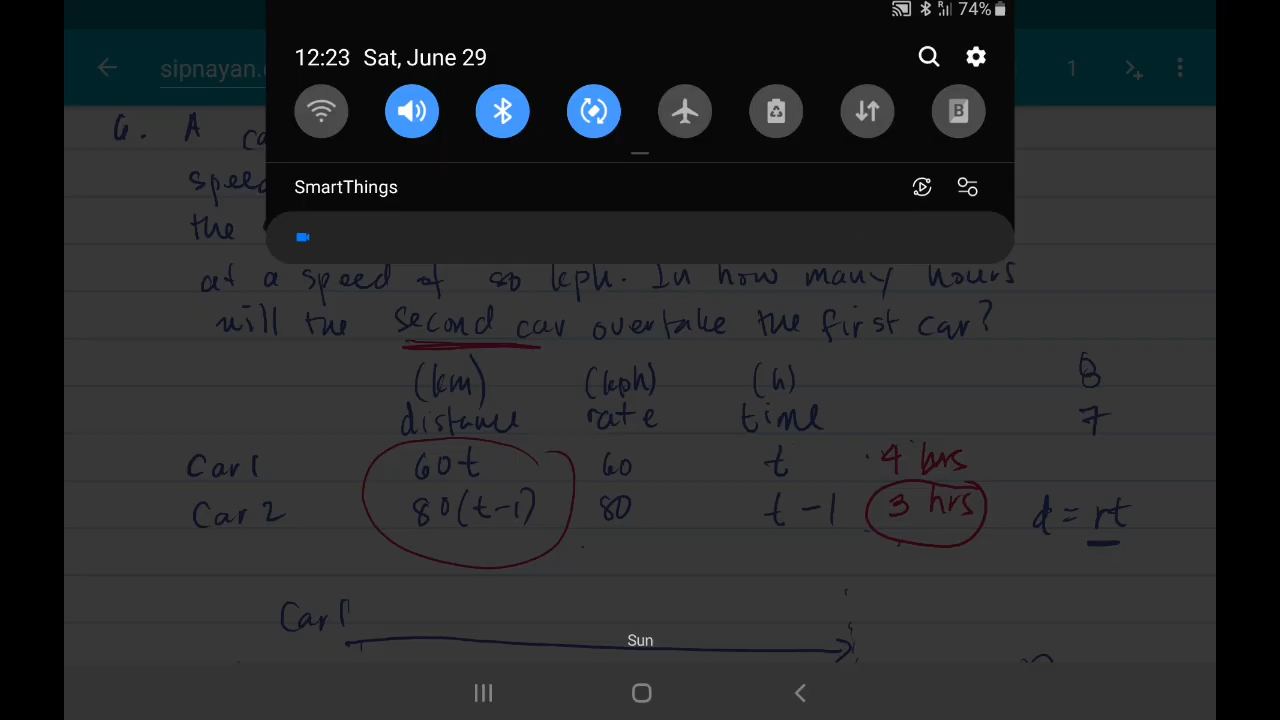 74%
12:23 Sat, June 29
sipnayan.
1
6. A ca
speed
SmartThings
the
at a speed of 80 kph. In how many hours
will the second car overtake the first car?
(km) (kph) (h) 8
distance rate time 7
Car 1 60t 60 t 4 hrs
Car 2 80(t-1) 80 t-1 3 hrs d = rt
Car 1
Sun